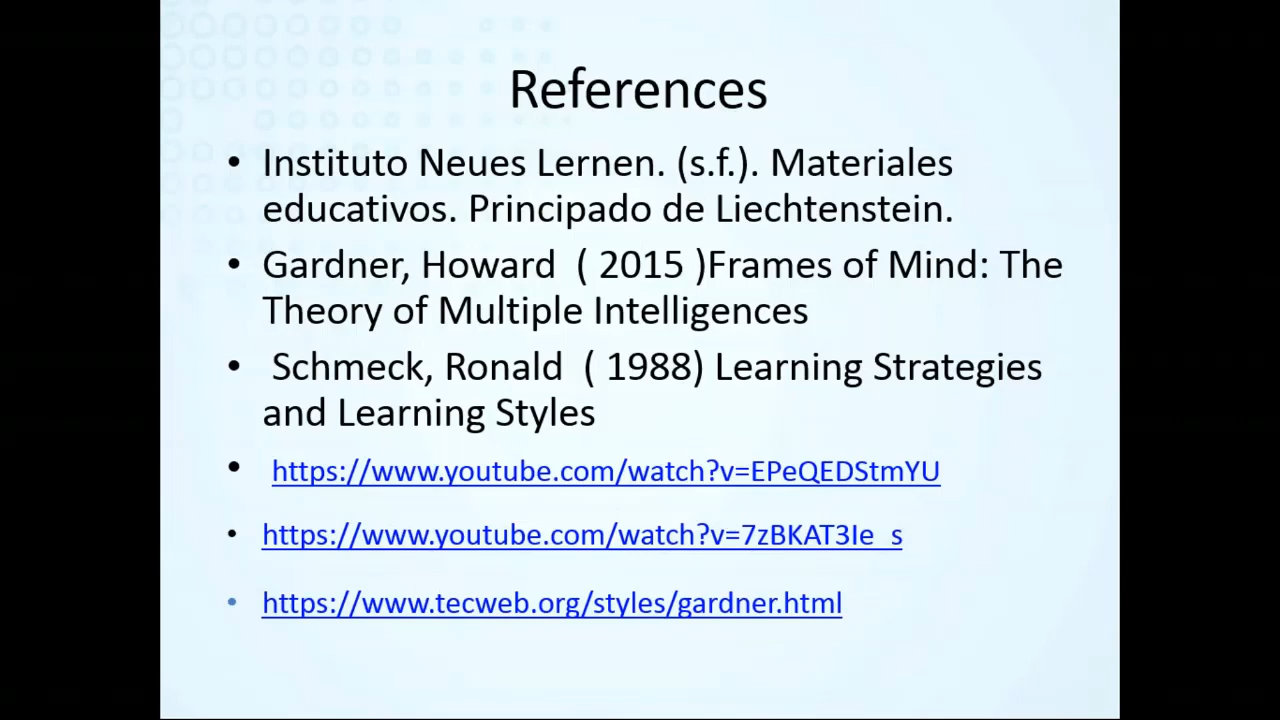 References
• Instituto Neues Lernen. (s.f.). Materiales
educativos. Principado de Liechtenstein.
• Gardner, Howard ( 2015 )Frames of Mind: The
Theory of Multiple Intelligences
• Schmeck, Ronald ( 1988) Learning Strategies
and Learning Styles
• https://www.youtube.com/watch?v=EPeQEDStmYU
• https://www.youtube.com/watch?v=7zBKAT3Ie_s
• https://www.tecweb.org/styles/gardner.html